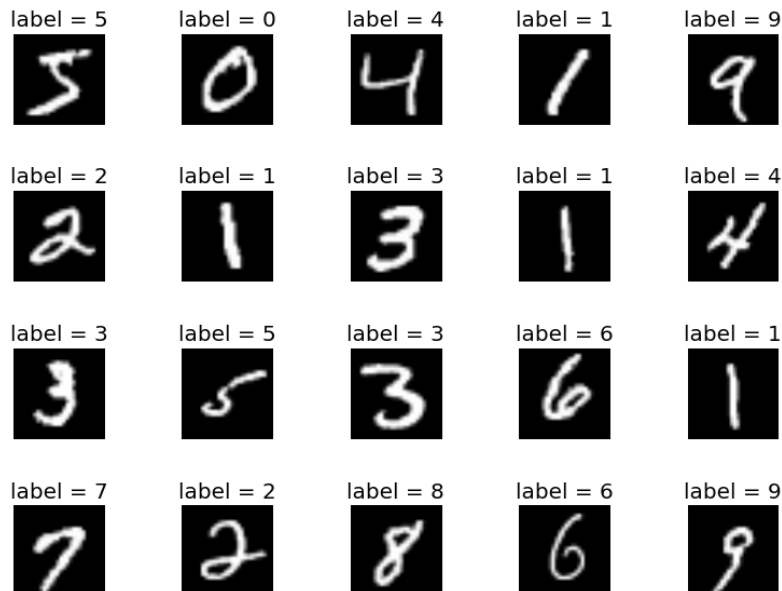 label = 5 label = 0 label = 4 label = 1 label = 9
5 0 4 1 9
label = 2 label = 1 label = 3 label = 1 label = 4
2 1 3 1 4
label = 3 label = 5 label = 3 label = 6 label = 1
3 5 3 6 1
label = 7 label = 2 label = 8 label = 6 label = 9
7 2 8 6 9